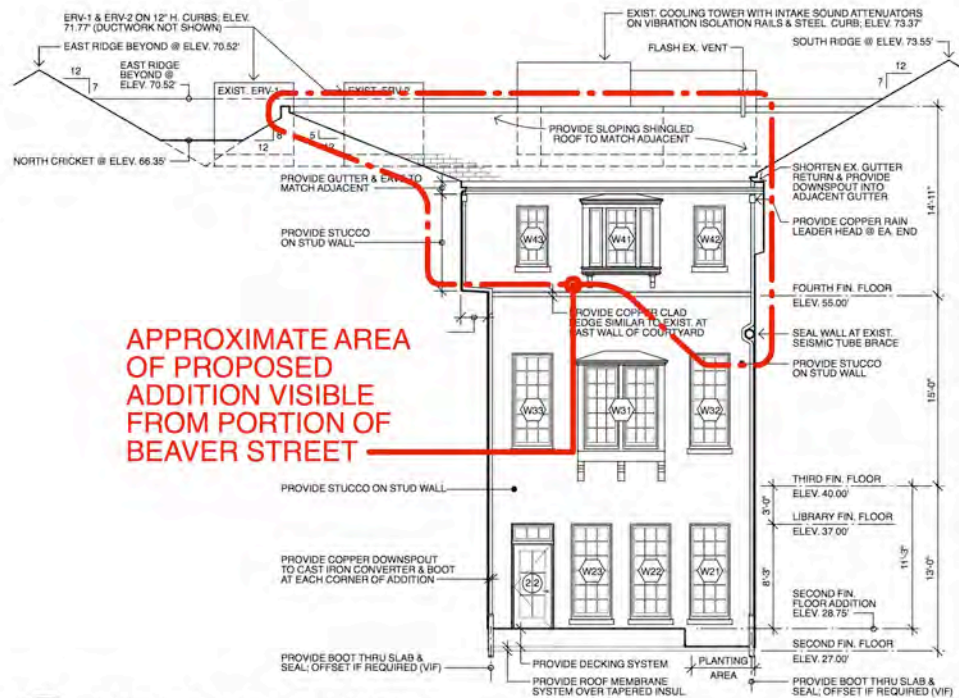 ERV-1 & ERV-2 ON 12" H. CURBS; ELEV.
71.77' (DUCTWORK NOT SHOWN)
EAST RIDGE BEYOND @ ELEV. 70.52'
EAST RIDGE
BEYOND @
ELEV. 70.52'
12
7
EXIST. ERV-1
EXIST. ERV-2
EXIST. COOLING TOWER WITH INTAKE SOUND ATTENUATORS
ON VIBRATION ISOLATION RAILS & STEEL CURB; ELEV. 73.37'
FLASH EX. VENT
SOUTH RIDGE @ ELEV. 73.55'
12
7
PROVIDE SLOPING SHINGLED
ROOF TO MATCH ADJACENT
6
12
5
12
NORTH CRICKET @ ELEV. 66.35'
PROVIDE GUTTER & EAVE TO
MATCH ADJACENT
PROVIDE STUCCO
ON STUD WALL
SHORTEN EX. GUTTER
RETURN & PROVIDE
DOWNSPOUT INTO
ADJACENT GUTTER
PROVIDE COPPER RAIN
LEADER HEAD @ EA. END
14'-11"
W43
W41
W42
FOURTH FIN. FLOOR
ELEV. 55.00'
PROVIDE COPPER CLAD
LEDGE SIMILAR TO EXIST. AT
EAST WALL OF COURTYARD
SEAL WALL AT EXIST.
SEISMIC TUBE BRACE
PROVIDE STUCCO
ON STUD WALL
APPROXIMATE AREA
OF PROPOSED
ADDITION VISIBLE
FROM PORTION OF
BEAVER STREET
W33
W31
W32
15'-0"
PROVIDE STUCCO ON STUD WALL
THIRD FIN. FLOOR
ELEV. 40.00'
3'-0"
LIBRARY FIN. FLOOR
ELEV. 37.00'
PROVIDE COPPER DOWNSPOUT
TO CAST IRON CONVERTER & BOOT
AT EACH CORNER OF ADDITION
22
W23
W22
W21
8'-3"
11'-3"
13'-0"
SECOND FIN.
FLOOR ADDITION
ELEV. 28.75'
SECOND FIN. FLOOR
ELEV. 27.00'
PROVIDE BOOT THRU SLAB &
SEAL; OFFSET IF REQUIRED (VIF)
PROVIDE DECKING SYSTEM
PROVIDE ROOF MEMBRANE
SYSTEM OVER TAPERED INSUL.
PLANTING
AREA
PROVIDE BOOT THRU SLAB &
SEAL; OFFSET IF REQUIRED (VIF)